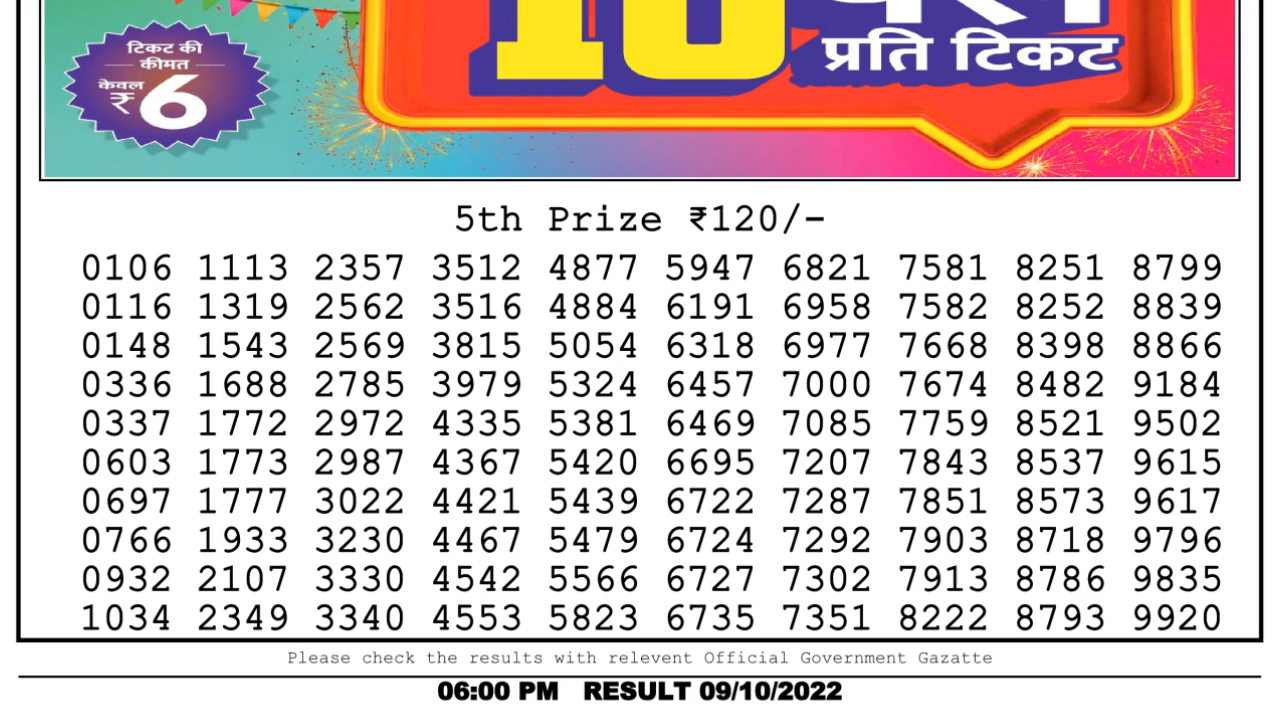 10
प्रति टिकट
टिकट की
कीमत
केवल
₹6
5th Prize ₹120/-
0106 1113 2357 3512 4877 5947 6821 7581 8251 8799
0116 1319 2562 3516 4884 6191 6958 7582 8252 8839
0148 1543 2569 3815 5054 6318 6977 7668 8398 8866
0336 1688 2785 3979 5324 6457 7000 7674 8482 9184
0337 1772 2972 4335 5381 6469 7085 7759 8521 9502
0603 1773 2987 4367 5420 6695 7207 7843 8537 9615
0697 1777 3022 4421 5439 6722 7287 7851 8573 9617
0766 1933 3230 4467 5479 6724 7292 7903 8718 9796
0932 2107 3330 4542 5566 6727 7302 7913 8786 9835
1034 2349 3340 4553 5823 6735 7351 8222 8793 9920
Please check the results with relevent Official Government Gazatte
06:00 PM RESULT 09/10/2022